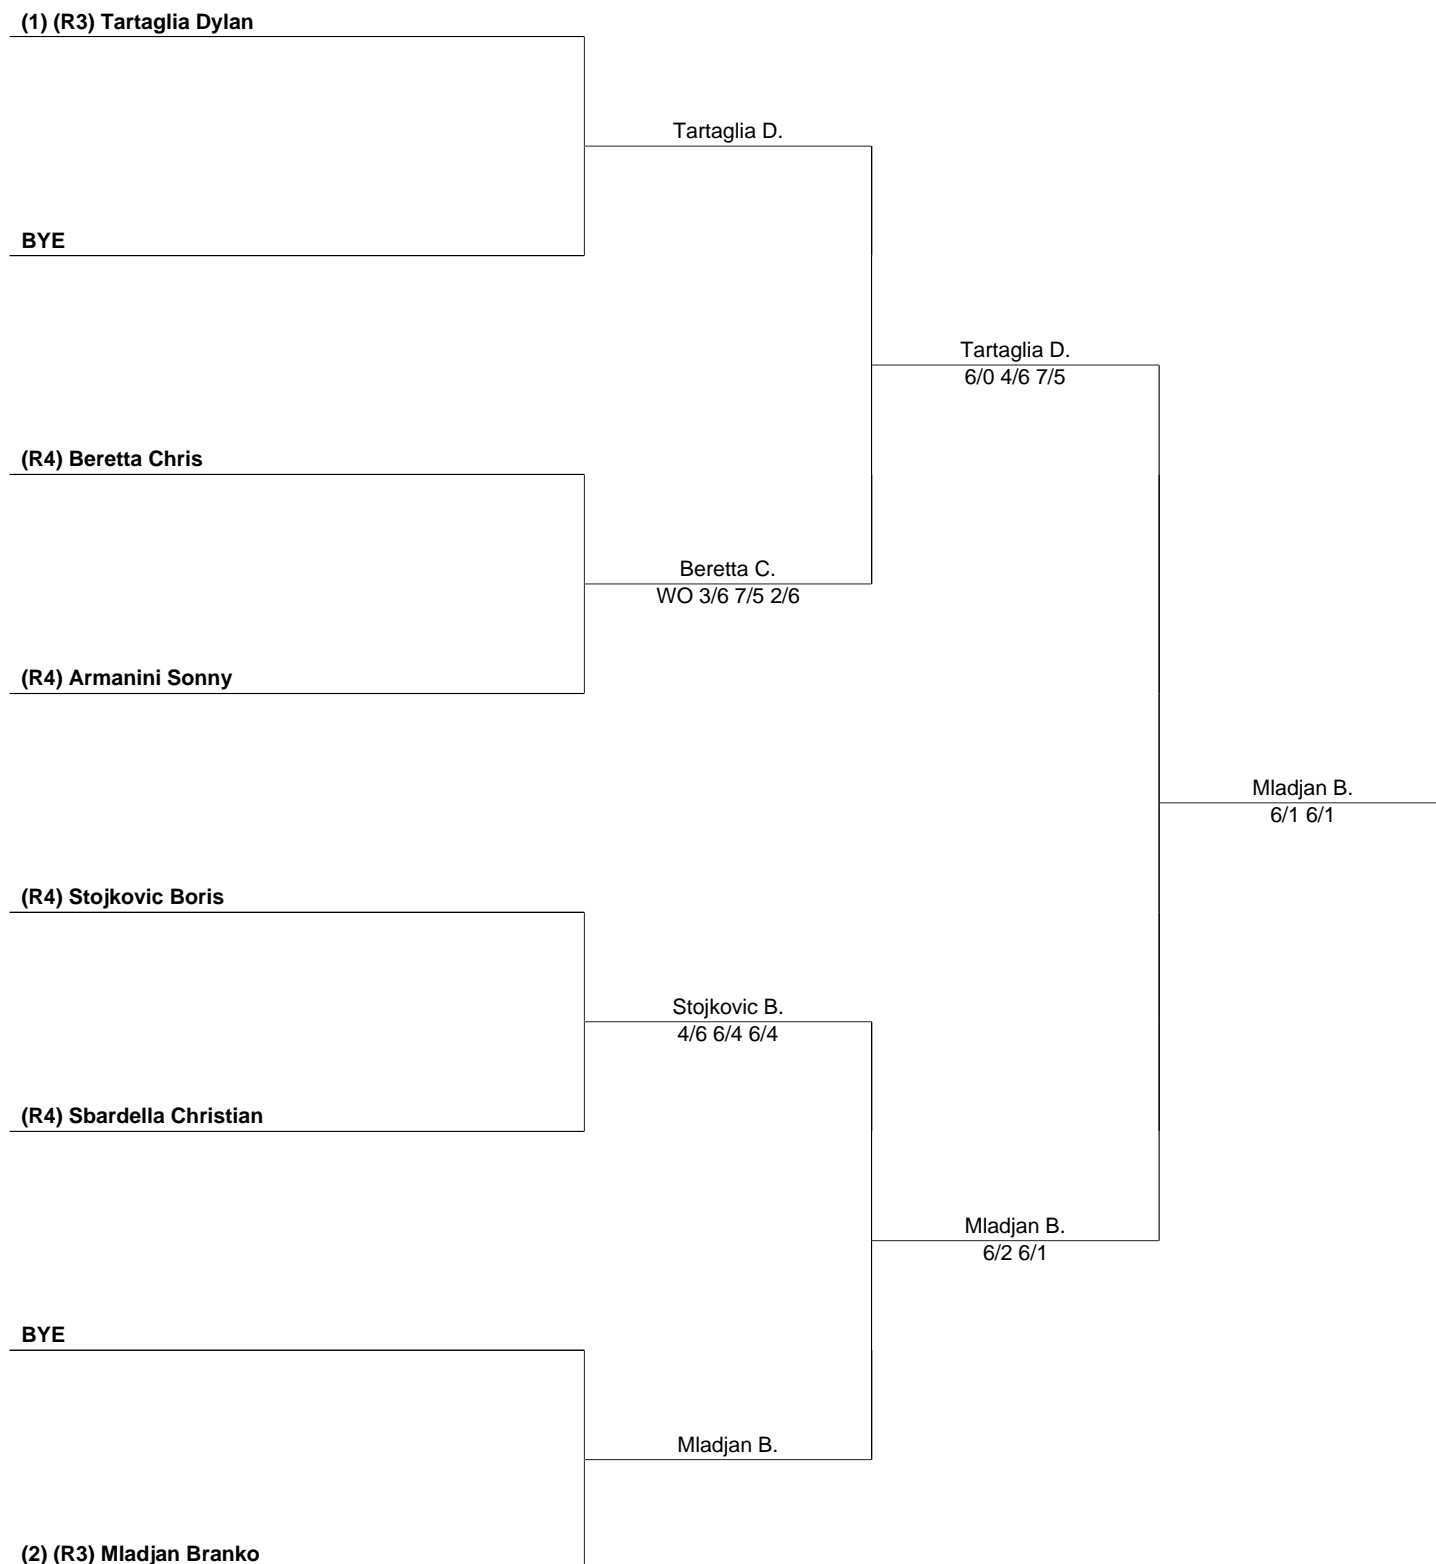 (1) (R3) Tartaglia Dylan
Tartaglia D.
BYE
Tartaglia D.
6/0 4/6 7/5
(R4) Beretta Chris
Beretta C.
WO 3/6 7/5 2/6
(R4) Armanini Sonny
Mladjan B.
6/1 6/1
(R4) Stojkovic Boris
Stojkovic B.
4/6 6/4 6/4
(R4) Sbardella Christian
Mladjan B.
6/2 6/1
BYE
Mladjan B.
(2) (R3) Mladjan Branko